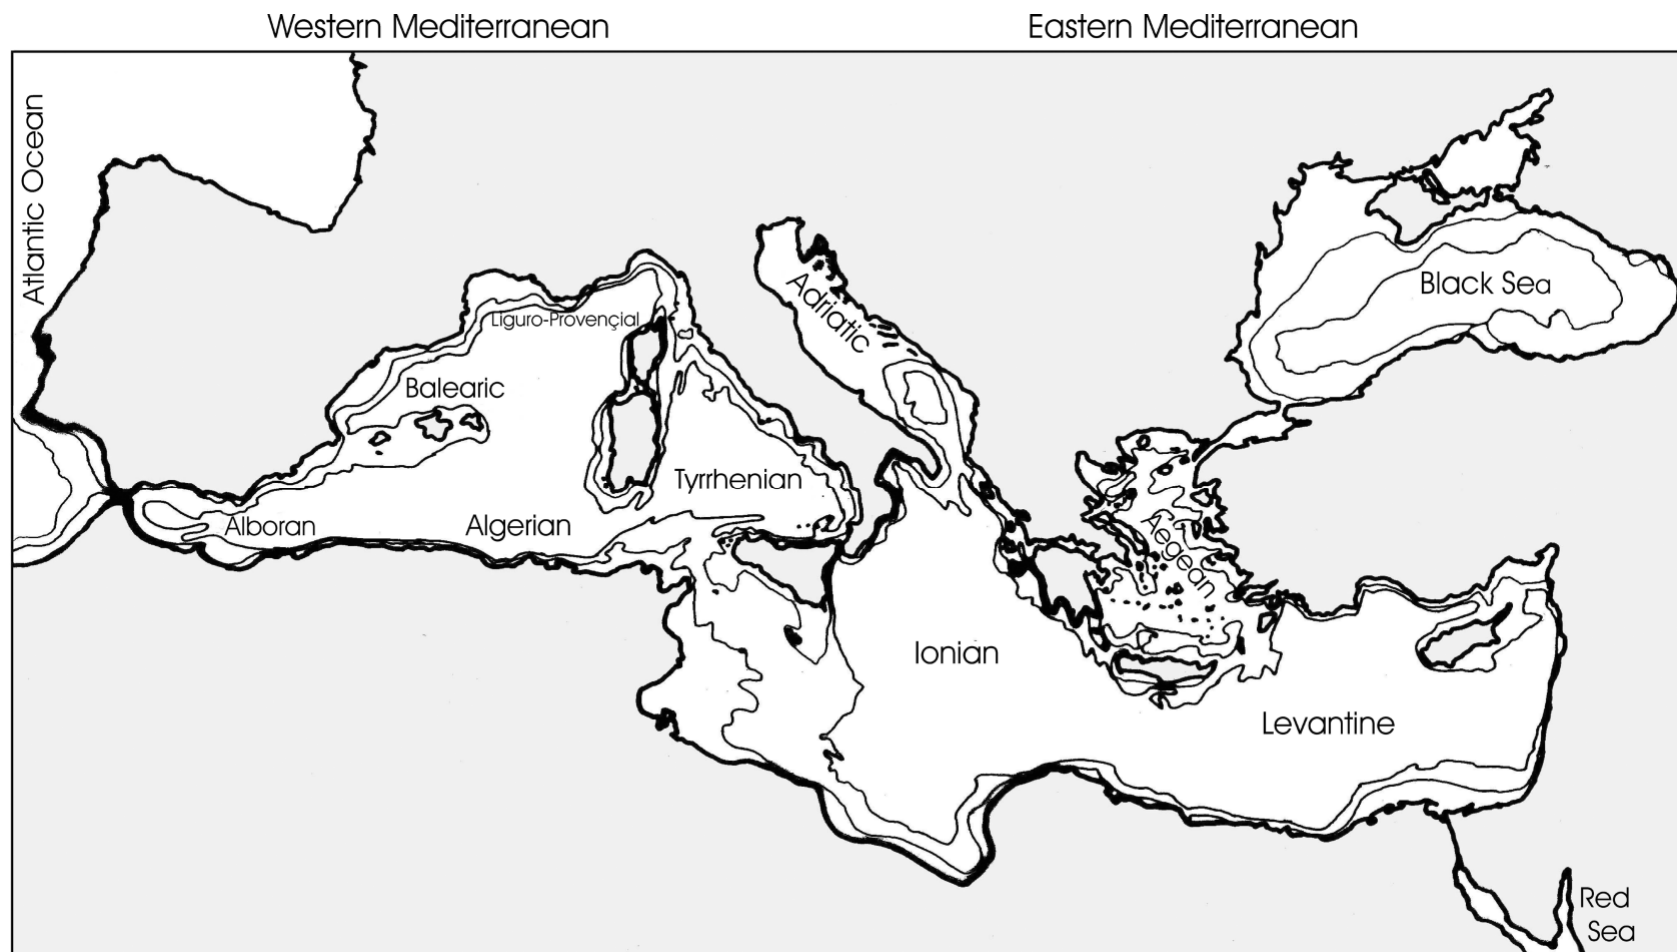 Western Mediterranean
Eastern Mediterranean
Atlantic Ocean
Black Sea
Adriatic
Liguro-Provençial
Balearic
Tyrrhenian
Alboran
Algerian
Aegean
Ionian
Levantine
Red
Sea